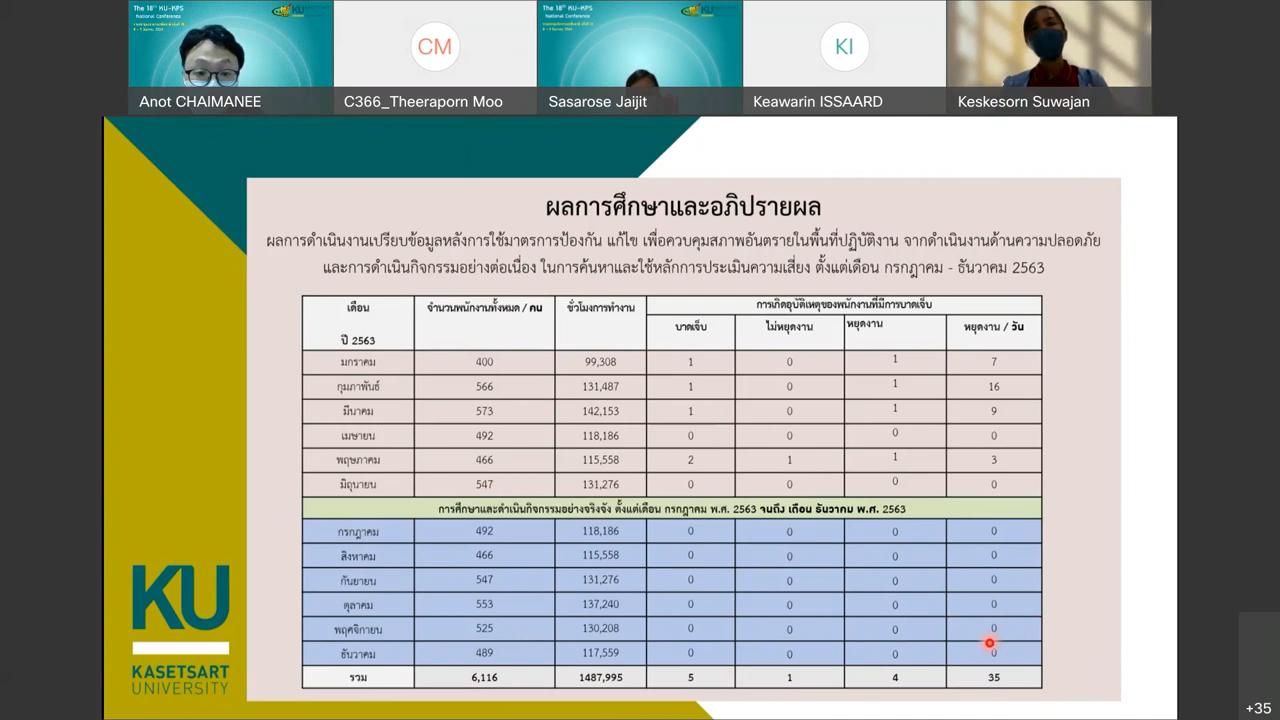 The 18th KU-KPS
National Conference
KU
The 18th KU-KPS
National Conference
KU
CM
KI
Anot CHAIMANEE
C366_Theeraporn Moo
Sasarose Jaijit
Keawarin ISSAARD
Keskesorn Suwajan
ผลการศึกษาและอภิปรายผล
ผลการดำเนินงานเปรียบข้อมูลหลังการใช้มาตรการป้องกัน แก้ไข เพื่อควบคุมสภาพอันตรายในพื้นที่ปฏิบัติงาน จากดำเนินงานด้านความปลอดภัย
และการดำเนินกิจกรรมอย่างต่อเนื่อง ในการค้นหาและใช้หลักการประเมินความเสี่ยง ตั้งแต่เดือน กรกฎาคม - ธันวาคม 2563
เดือน จำนวนพนักงานทั้งหมด / คน ชั่วโมงการทำงาน การเกิดอุบัติเหตุของพนักงานที่มีการบาดเจ็บ
ปี 2563 บาดเจ็บ ไม่หยุดงาน หยุดงาน หยุดงาน / วัน
มกราคม 400 99,308 1 0 1 7
กุมภาพันธ์ 566 131,487 1 0 1 16
มีนาคม 573 142,153 1 0 1 9
เมษายน 492 118,186 0 0 0 0
พฤษภาคม 466 115,558 2 1 1 3
มิถุนายน 547 131,276 0 0 0 0
การศึกษาและดำเนินกิจกรรมอย่างจริงจัง ตั้งแต่เดือน กรกฎาคม พ.ศ. 2563 จนถึง เดือน ธันวาคม พ.ศ. 2563
กรกฎาคม 492 118,186 0 0 0 0
สิงหาคม 466 115,558 0 0 0 0
กันยายน 547 131,276 0 0 0 0
ตุลาคม 553 137,240 0 0 0 0
พฤศจิกายน 525 130,208 0 0 0 0
ธันวาคม 489 117,559 0 0 0 0
รวม 6,116 1487,995 5 1 4 35
KU
KASETSART
UNIVERSITY
+35